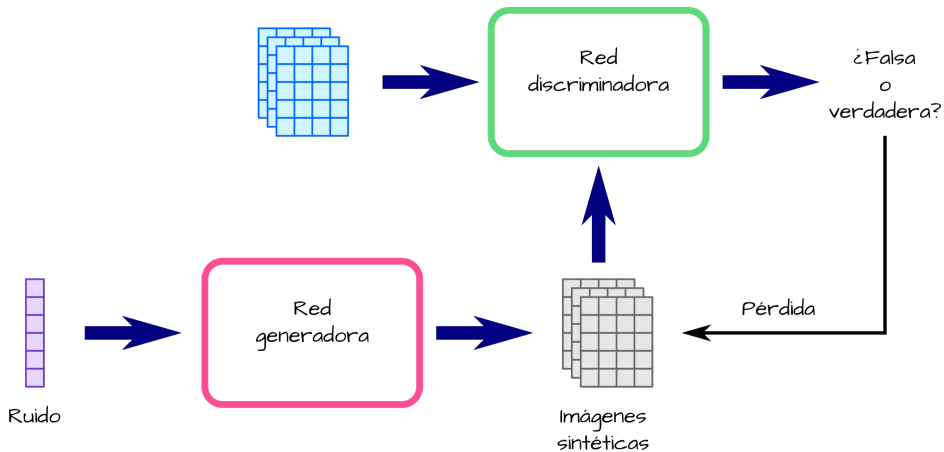 Red
discriminadora
¿Falsa
o
verdadera?
Red
generadora
Pérdida
Ruido
Imágenes
sintéticas